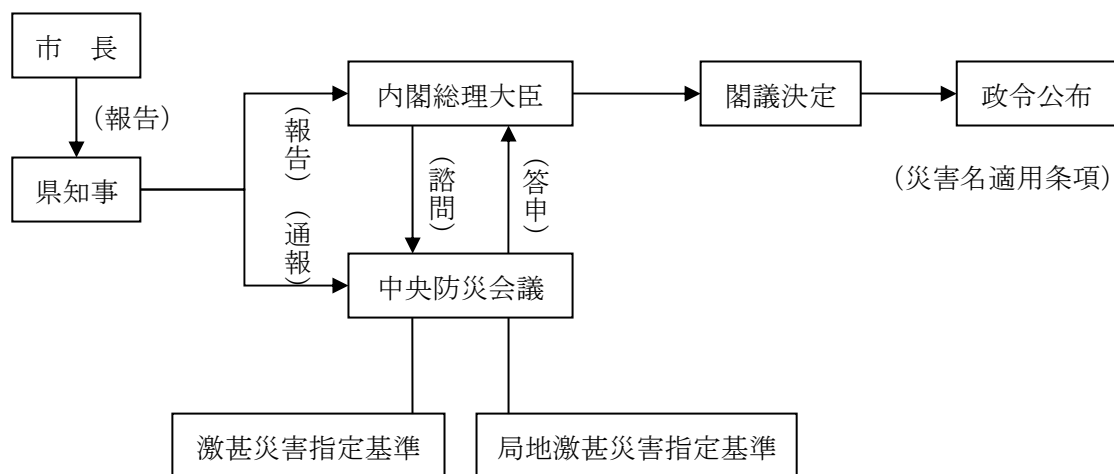 市　長
（報告）
県知事
（報告）
（通報）
内閣総理大臣
（諮問）
（答申）
中央防災会議
閣議決定
政令公布
（災害名適用条項）
激甚災害指定基準
局地激甚災害指定基準